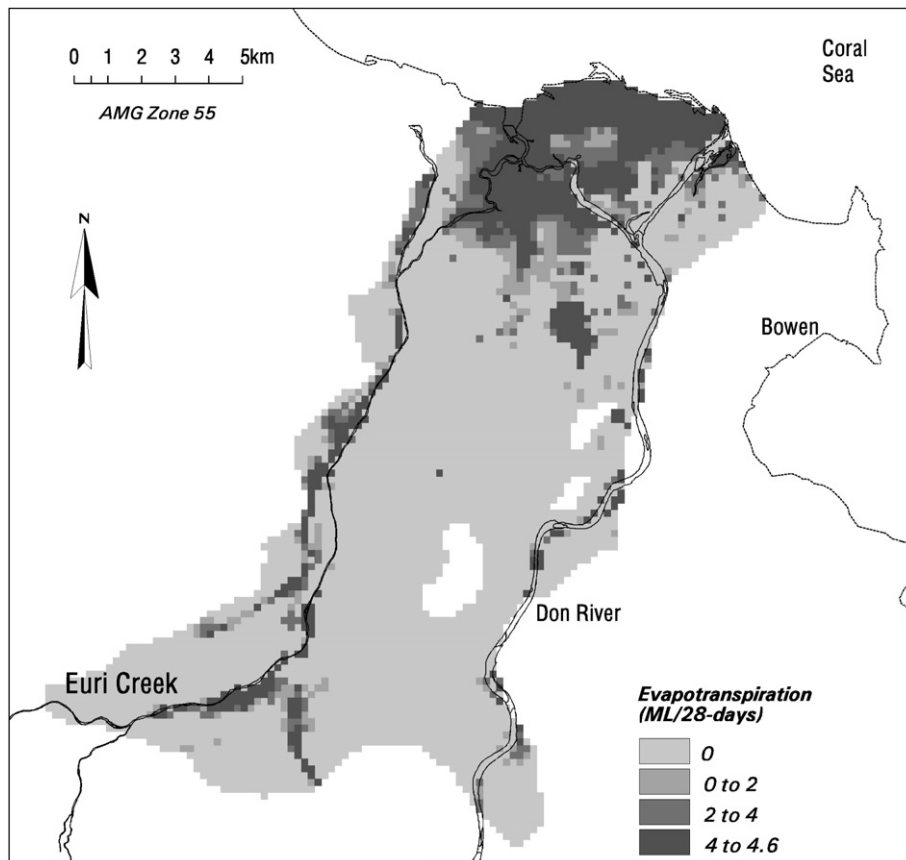 Coral
Sea
0 1 2 3 4 5km
AMG Zone 55
N
Bowen
Don River
Euri Creek
Evapotranspiration
(ML/28-days)
0
0 to 2
2 to 4
4 to 4.6